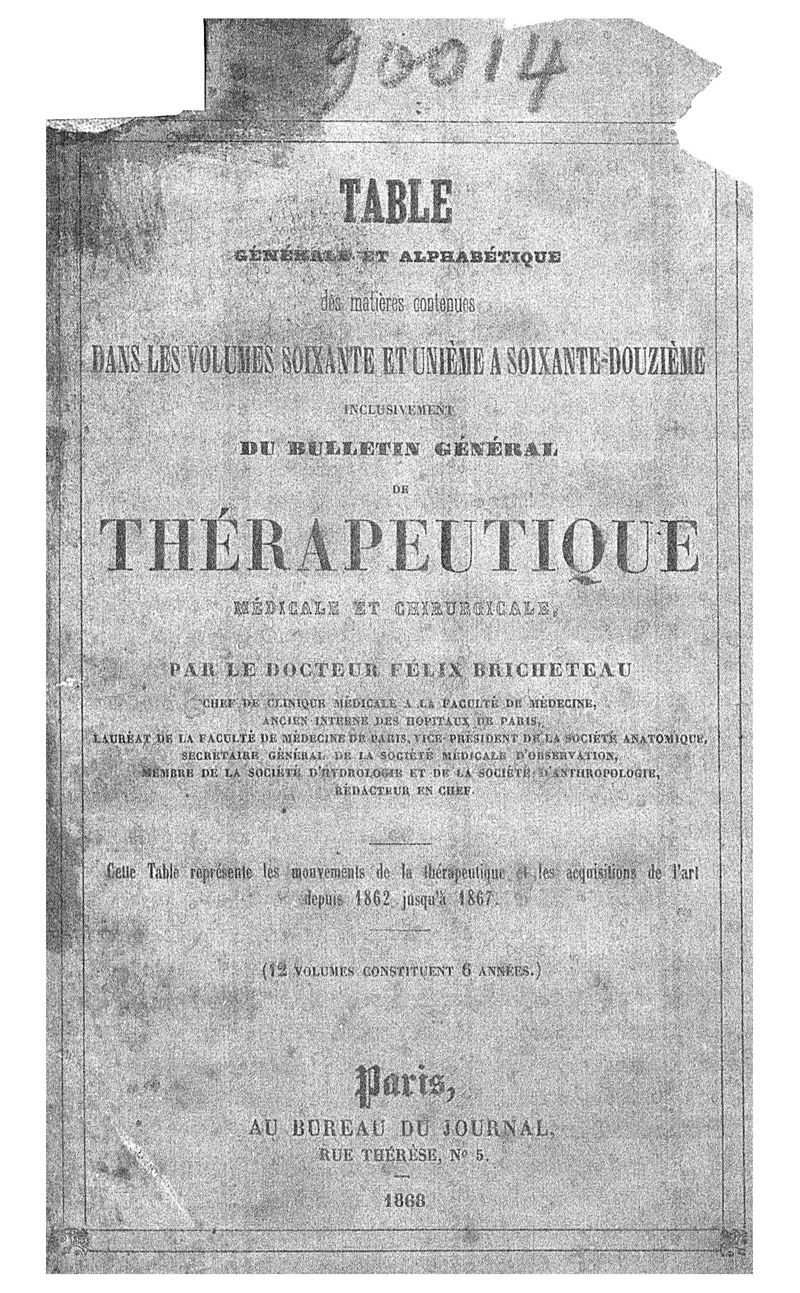 90014
TABLE
GÉNÉRALE ET ALPHABÉTIQUE
des matières contenues
DANS LES VOLUMES SOIXANTE ET UNIÈME A SOIXANTE-DOUZIÈME
INCLUSIVEMENT
DU BULLETIN GÉNÉRAL
DE
THÉRAPEUTIQUE
MÉDICALE ET CHIRURGICALE,
PAR LE DOCTEUR FÉLIX BRICHETEAU
CHEF DE CLINIQUE MÉDICALE A LA FACULTÉ DE MÉDECINE,
ANCIEN INTERNE DES HOPITAUX DE PARIS,
LAURÉAT DE LA FACULTÉ DE MÉDECINE DE PARIS, VICE-PRÉSIDENT DE LA SOCIÉTÉ ANATOMIQUE,
SECRÉTAIRE GÉNÉRAL DE LA SOCIÉTÉ MÉDICALE D'OBSERVATION,
MEMBRE DE LA SOCIÉTÉ D'HYDROLOGIE ET DE LA SOCIÉTÉ D'ANTHROPOLOGIE,
RÉDACTEUR EN CHEF.
Cette Table représente les mouvements de la thérapeutique et les acquisitions de l'art
depuis 1862 jusqu'à 1867.
(12 VOLUMES CONSTITUENT 6 ANNÉES.)
Paris,
AU BUREAU DU JOURNAL,
RUE THÉRÈSE, Nº 5.
1868